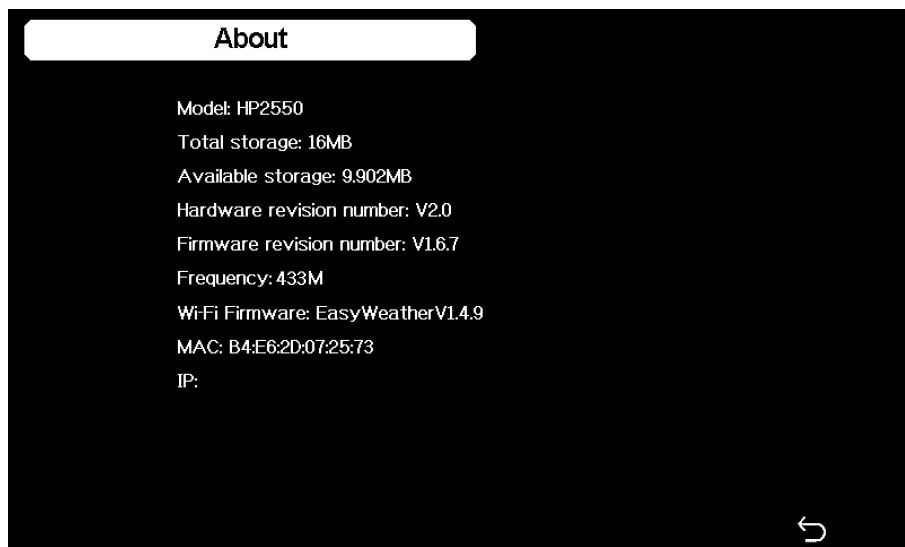 About
Model: HP2550
Total storage: 16MB
Available storage: 9.902MB
Hardware revision number: V2.0
Firmware revision number: V1.6.7
Frequency: 433M
Wi-Fi Firmware: EasyWeatherV1.4.9
MAC: B4:E6:2D:07:25:73
IP: